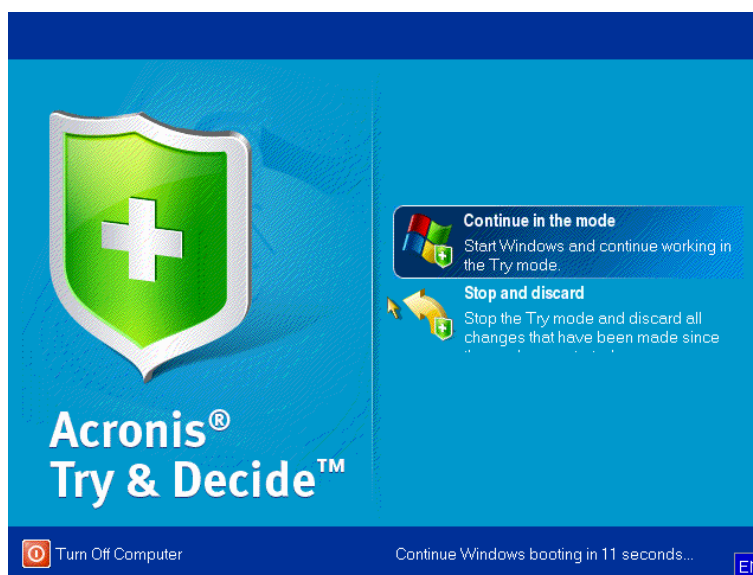 Continue in the mode
Start Windows and continue working in
the Try mode.
Stop and discard
Stop the Try mode and discard all
changes that have been made since
Acronis®
Try & Decide™
Turn Off Computer
Continue Windows booting in 11 seconds...